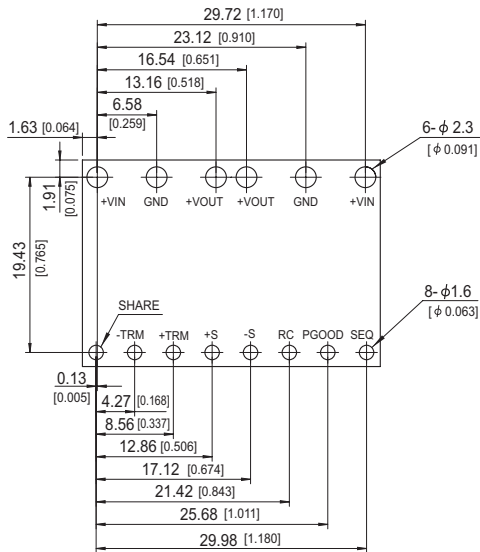 29.72 [1.170]
23.12 [0.910]
16.54 [0.651]
13.16 [0.518]
6.58
[0.259]
1.63 [0.064]
6-ϕ 2.3
[ϕ 0.091]
1.91
[0.075]
+VIN GND +VOUT +VOUT GND +VIN
19.43
[0.765]
8-ϕ1.6
[ϕ 0.063]
SHARE
-TRM +TRM +S -S RC PGOOD SEQ
0.13
[0.005]
4.27 [0.168]
8.56 [0.337]
12.86 [0.506]
17.12 [0.674]
21.42 [0.843]
25.68 [1.011]
29.98 [1.180]